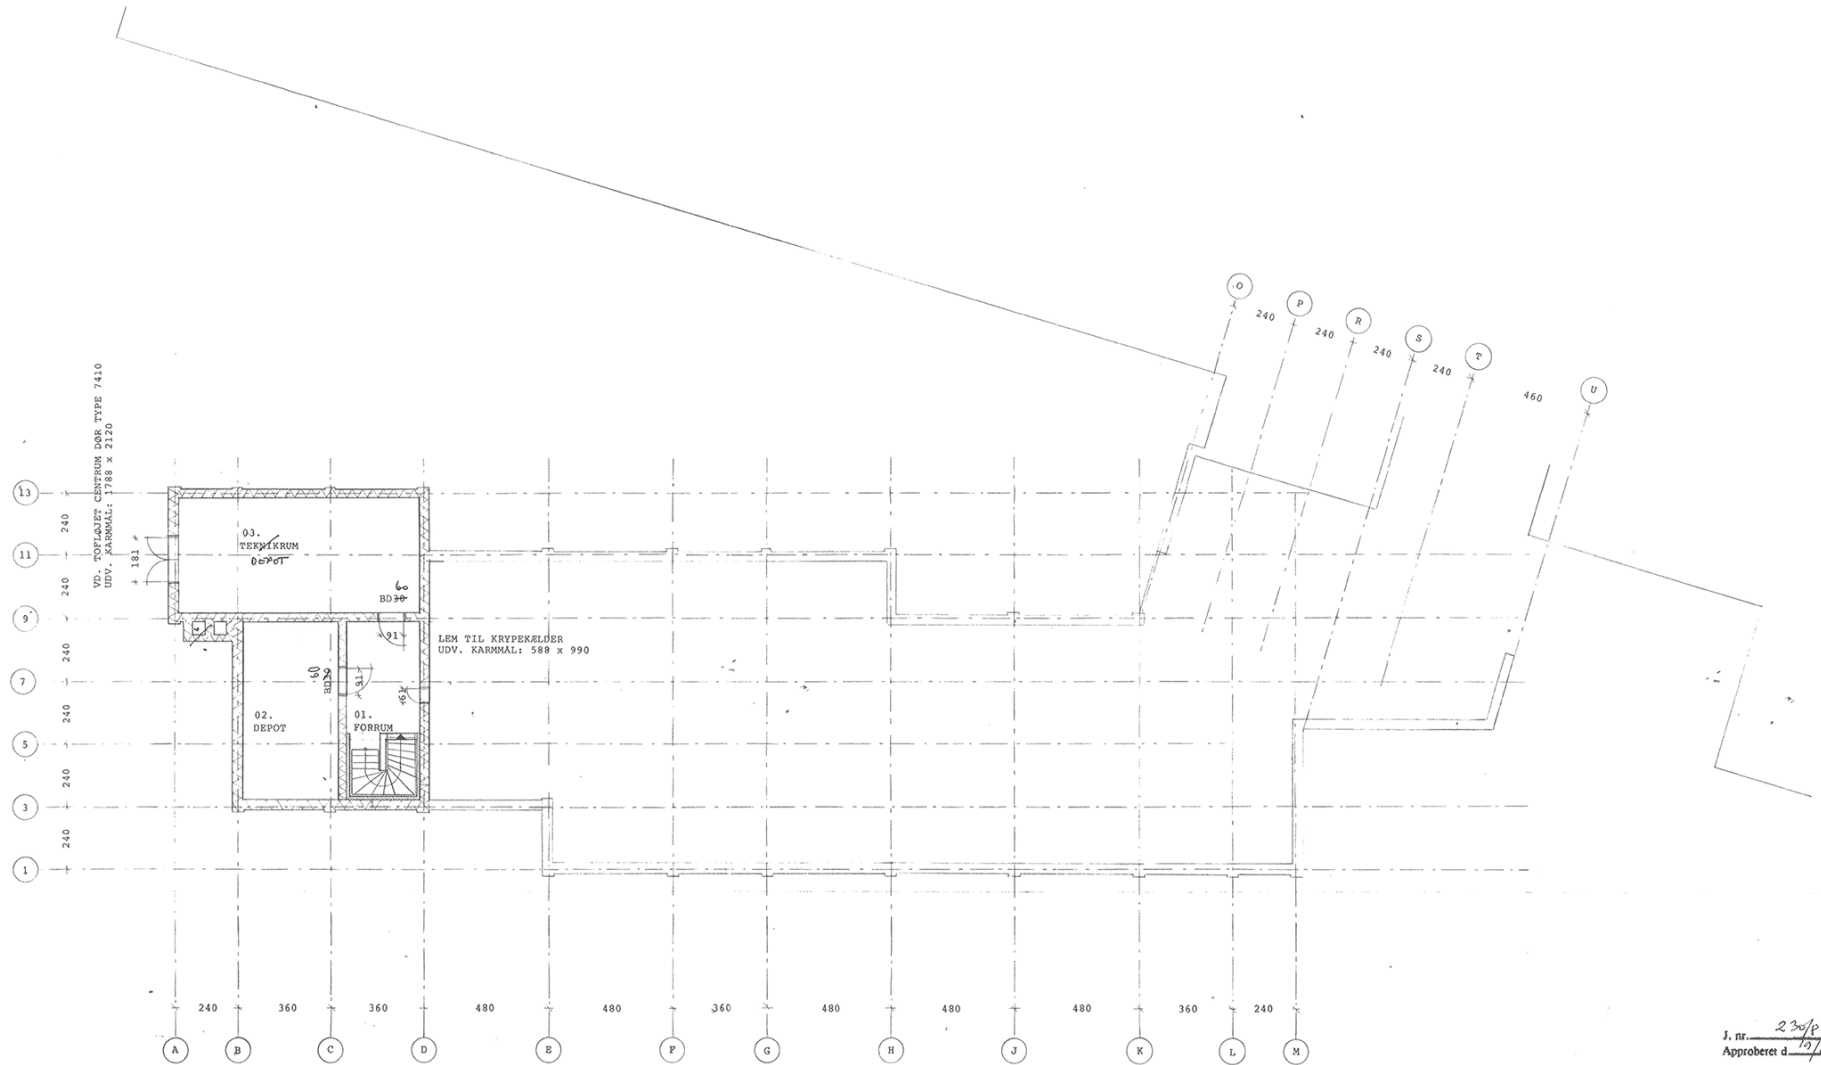 O
240
P
240
R
240
S
240
T
460
U
VD. TOFLØJET CENTRUM DØR TYPE 7410
UDV. KARMMÅL: 1788 x 2120
13
240
11
240
9
240
7
240
5
240
3
240
1
181
03.
TEKNIKRUM
DEPOT
60
BD30
91
LEM TIL KRYPEKÆLDER
UDV. KARMMÅL: 588 x 990
60
BD30
91
61
02.
DEPOT
01.
FORRUM
240
360
360
480
480
360
480
480
480
360
240
A
B
C
D
E
F
G
H
J
K
L
M
J. nr.
Approberet d.